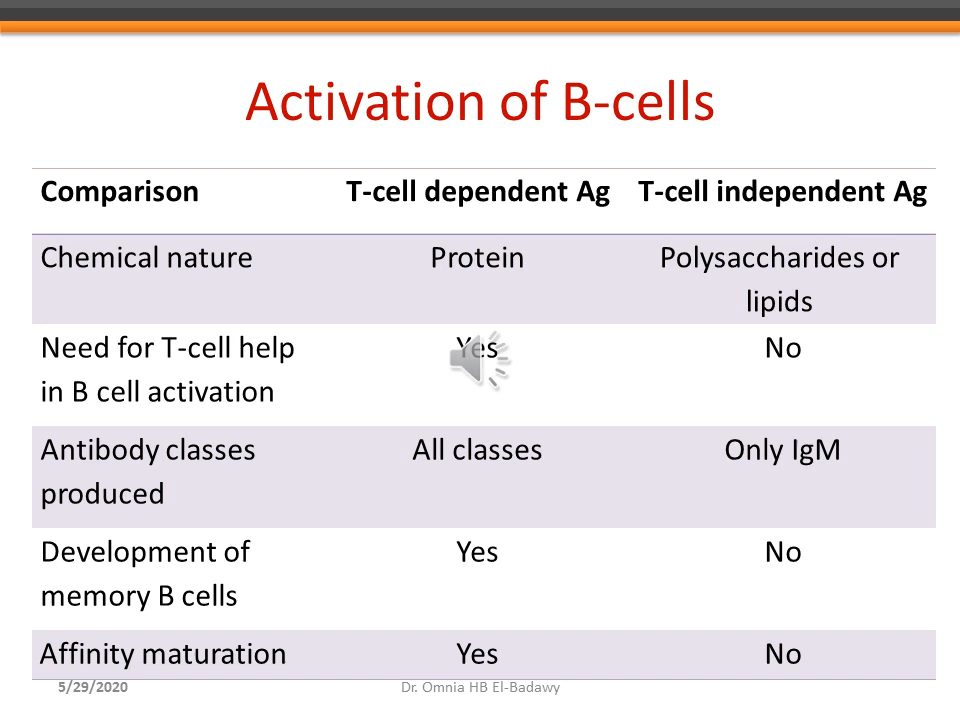 Activation of B-cells
Comparison T-cell dependent Ag T-cell independent Ag
Chemical nature Protein Polysaccharides or
lipids
Need for T-cell help Yes No
in B cell activation
Antibody classes All classes Only IgM
produced
Development of Yes No
memory B cells
Affinity maturation Yes No
5/29/2020 Dr. Omnia HB El-Badawy